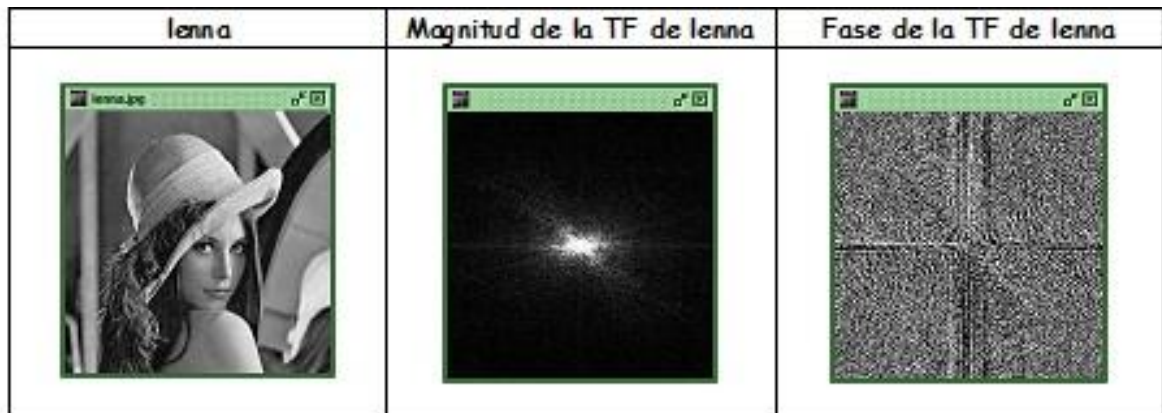 lenna
Magnitud de la TF de lenna
Fase de la TF de lenna
lenna.jpg